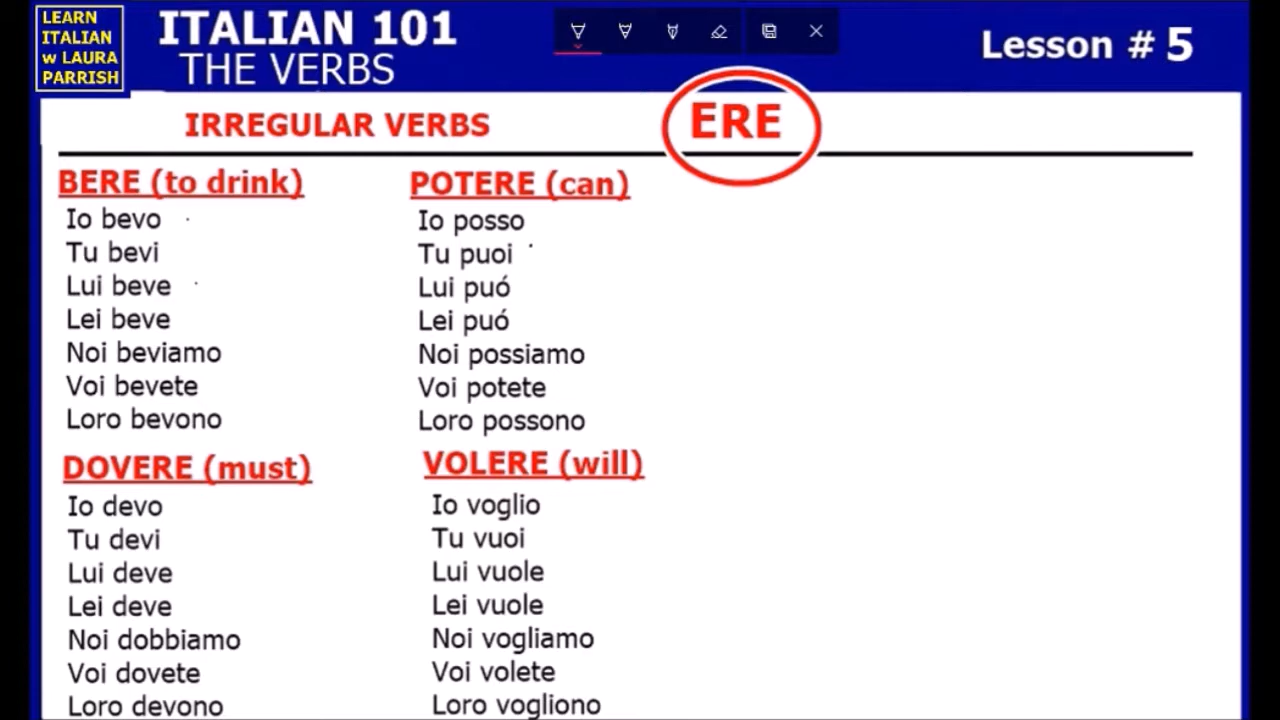 LEARN
ITALIAN
w LAURA
PARRISH
ITALIAN 101
THE VERBS
Lesson # 5
IRREGULAR VERBS
ERE
BERE (to drink)
Io bevo
Tu bevi
Lui beve
Lei beve
Noi beviamo
Voi bevete
Loro bevono
POTERE (can)
Io posso
Tu puoi
Lui puó
Lei puó
Noi possiamo
Voi potete
Loro possono
DOVERE (must)
Io devo
Tu devi
Lui deve
Lei deve
Noi dobbiamo
Voi dovete
Loro devono
VOLERE (will)
Io voglio
Tu vuoi
Lui vuole
Lei vuole
Noi vogliamo
Voi volete
Loro vogliono